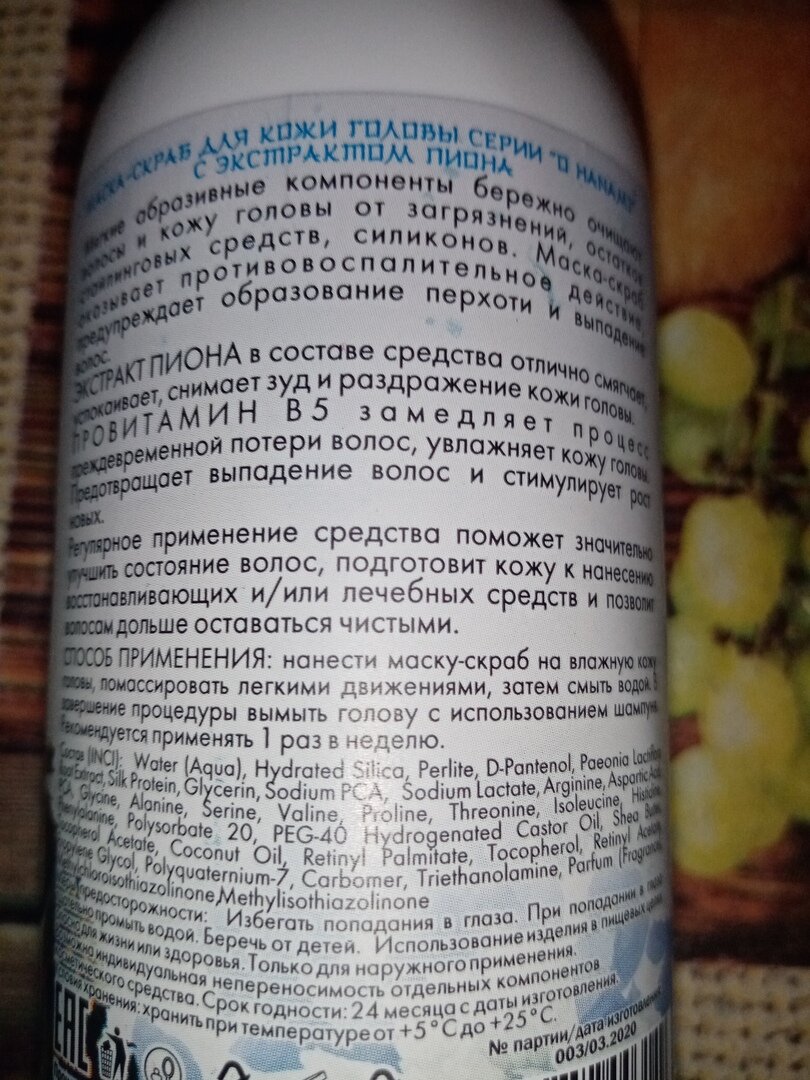 МАСКА-СКРАБ ДЛЯ КОЖИ ГОЛОВЫ СЕРИИ "O HANAMI"
С ЭКСТРАКТОМ ПИОНА
Мягкие абразивные компоненты бережно очищают
волосы и кожу головы от загрязнений, остатков
стайлинговых средств, силиконов. Маска-скраб
оказывает противовоспалительное действие,
предупреждает образование перхоти и выпадение
волос.
ЭКСТРАКТ ПИОНА в составе средства отлично смягчает,
успокаивает, снимает зуд и раздражение кожи головы.
ПРОВИТАМИН В5 замедляет процесс
преждевременной потери волос, увлажняет кожу головы.
Предотвращает выпадение волос и стимулирует рост
новых.
Регулярное применение средства поможет значительно
улучшить состояние волос, подготовит кожу к нанесению
восстанавливающих и/или лечебных средств и позволит
волосам дольше оставаться чистыми.
СПОСОБ ПРИМЕНЕНИЯ: нанести маску-скраб на влажную кожу
головы, помассировать легкими движениями, затем смыть водой. В
завершение процедуры вымыть голову с использованием шампуня.
Рекомендуется применять 1 раз в неделю.
Состав (INCI): Water (Aqua), Hydrated Silica, Perlite, D-Pantenol, Paeonia Lactiflora
Root Extract, Silk Protein, Glycerin, Sodium PCA, Sodium Lactate, Arginine, Aspartic Acid,
PCA, Glycine, Alanine, Serine, Valine, Proline, Threonine, Isoleucine, Histidine,
Phenylalanine, Polysorbate 20, PEG-40 Hydrogenated Castor Oil, Shea Butter,
Tocopherol Acetate, Coconut Oil, Retinyl Palmitate, Tocopherol, Retinyl Acetate,
Propylene Glycol, Polyquaternium-7, Carbomer, Triethanolamine, Parfum (Fragrance),
Methylchloroisothiazolinone, Methylisothiazolinone
Меры предосторожности: Избегать попадания в глаза. При попадании в глаза
промыть водой. Беречь от детей. Использование изделия в пищевых целях
опасно для жизни или здоровья. Только для наружного применения.
Возможна индивидуальная непереносимость отдельных компонентов
косметического средства. Срок годности: 24 месяца с даты изготовления.
Условия хранения: хранить при температуре от +5°С до +25°С.
№ партии/дата изготовления:
003/03.2020
ЕАС